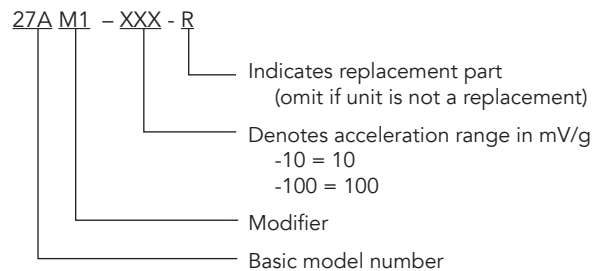 27A M1 – XXX - R
Indicates replacement part
(omit if unit is not a replacement)
Denotes acceleration range in mV/g
-10 = 10
-100 = 100
Modifier
Basic model number